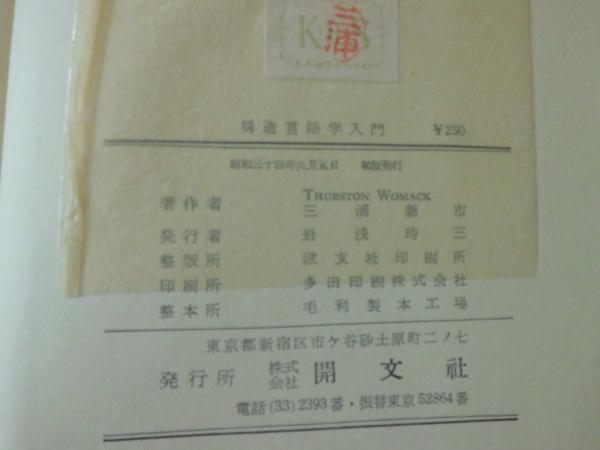 三浦
構造言語学入門 ¥250
昭和三十四年九月五日 初版発行
著作者 THURSTON WOMACK
三浦新市
発行者 岩浅時三
整版所 欧友社印刷所
印刷所 多田印刷株式会社
整本所 毛利製本工場
東京都新宿区市ケ谷砂土原町二ノ七
発行所 株式会社 開文社
電話(33)2393番・振替東京52864番